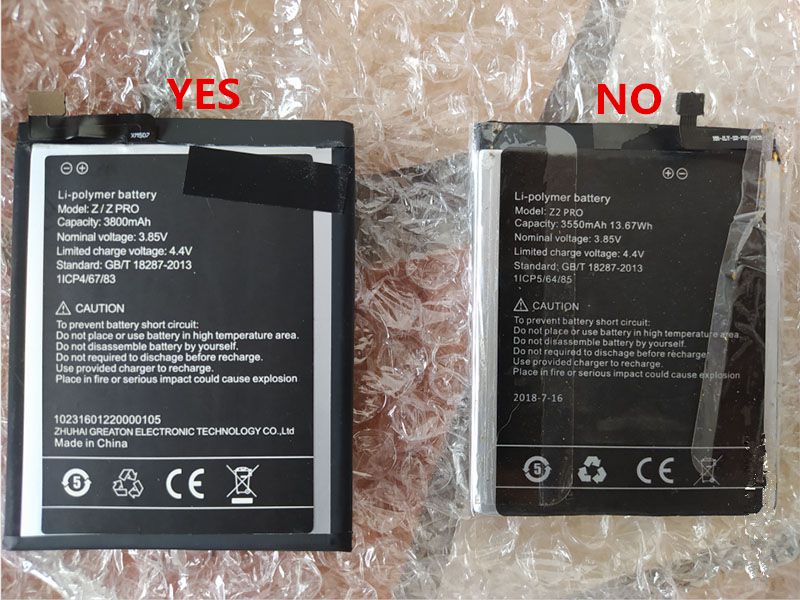 YES
XM507
Li-polymer battery
Model: Z / Z PRO
Capacity: 3800mAh
Nominal voltage: 3.85V
Limited charge voltage: 4.4V
Standard: GB/T 18287-2013
1ICP4/67/83
CAUTION
To prevent battery short circuit:
Do not place or use battery in high temperature area.
Do not disassemble battery by yourself.
Do not required to discharge before recharge.
Use provided charger to recharge.
Place in fire or serious impact could cause explosion
10231601220000105
ZHUHAI GREATON ELECTRONIC TECHNOLOGY CO.,Ltd
Made in China
5
CE
NO
Li-polymer battery
Model: Z2 PRO
Capacity: 3550mAh 13.67Wh
Nominal voltage: 3.85V
Limited charge voltage: 4.4V
Standard: GB/T 18287-2013
1ICP5/64/85
CAUTION
To prevent battery short circuit:
Do not place or use battery in high temperature area.
Do not disassemble battery by yourself.
Do not required to discharge before recharge.
Use provided charger to recharge.
Place in fire or serious impact could cause explosion
2018-7-16
5
CE